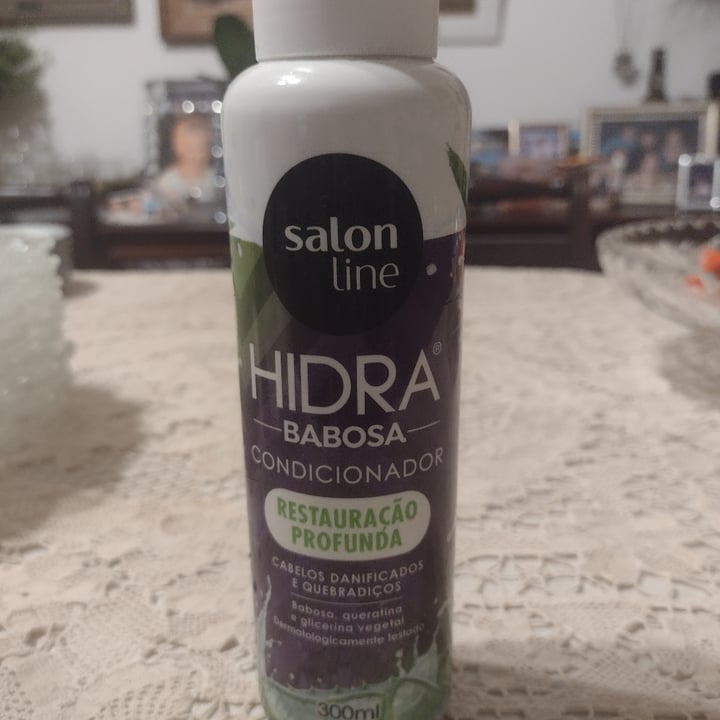 salon
line
HIDRA®
BABOSA
CONDICIONADOR
RESTAURAÇÃO
PROFUNDA
CABELOS DANIFICADOS
E QUEBRADIÇOS
Babosa, queratina
e glicerina vegetal
Dermatologicamente testado
300ml